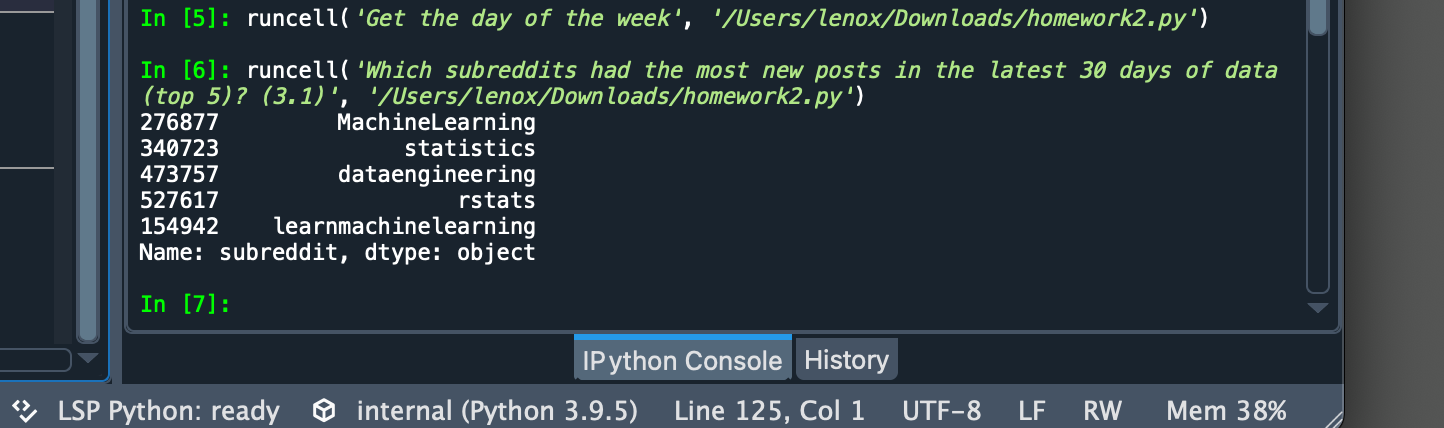 In [5]: runcell('Get the day of the week', '/Users/lenox/Downloads/homework2.py')
In [6]: runcell('Which subreddits had the most new posts in the latest 30 days of data
(top 5)? (3.1)', '/Users/lenox/Downloads/homework2.py')
276877         MachineLearning
340723              statistics
473757         dataengineering
527617                  rstats
154942    learnmachinelearning
Name: subreddit, dtype: object
In [7]:
IPython Console History
LSP Python: ready internal (Python 3.9.5) Line 125, Col 1 UTF-8 LF RW Mem 38%